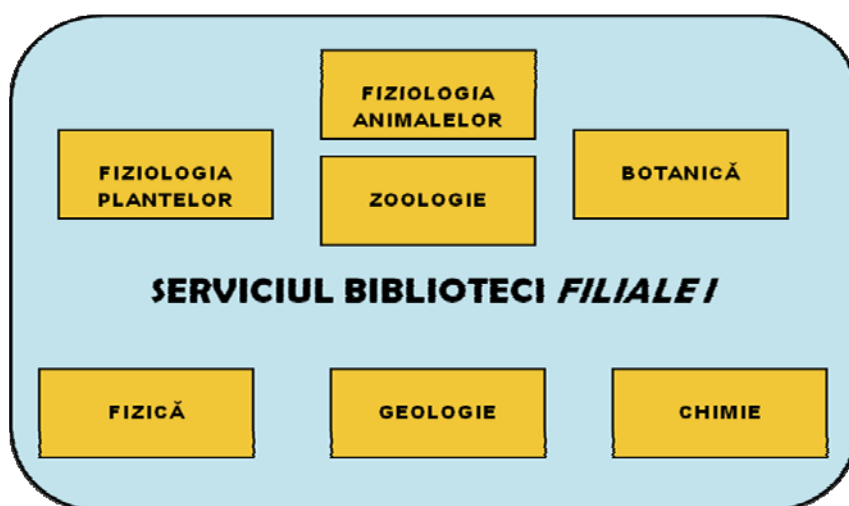 FIZIOLOGIA
ANIMALELOR
FIZIOLOGIA
PLANTELOR
ZOOLOGIE
BOTANICĂ
SERVICIUL BIBLIOTECI FILIALE I
FIZICĂ
GEOLOGIE
CHIMIE